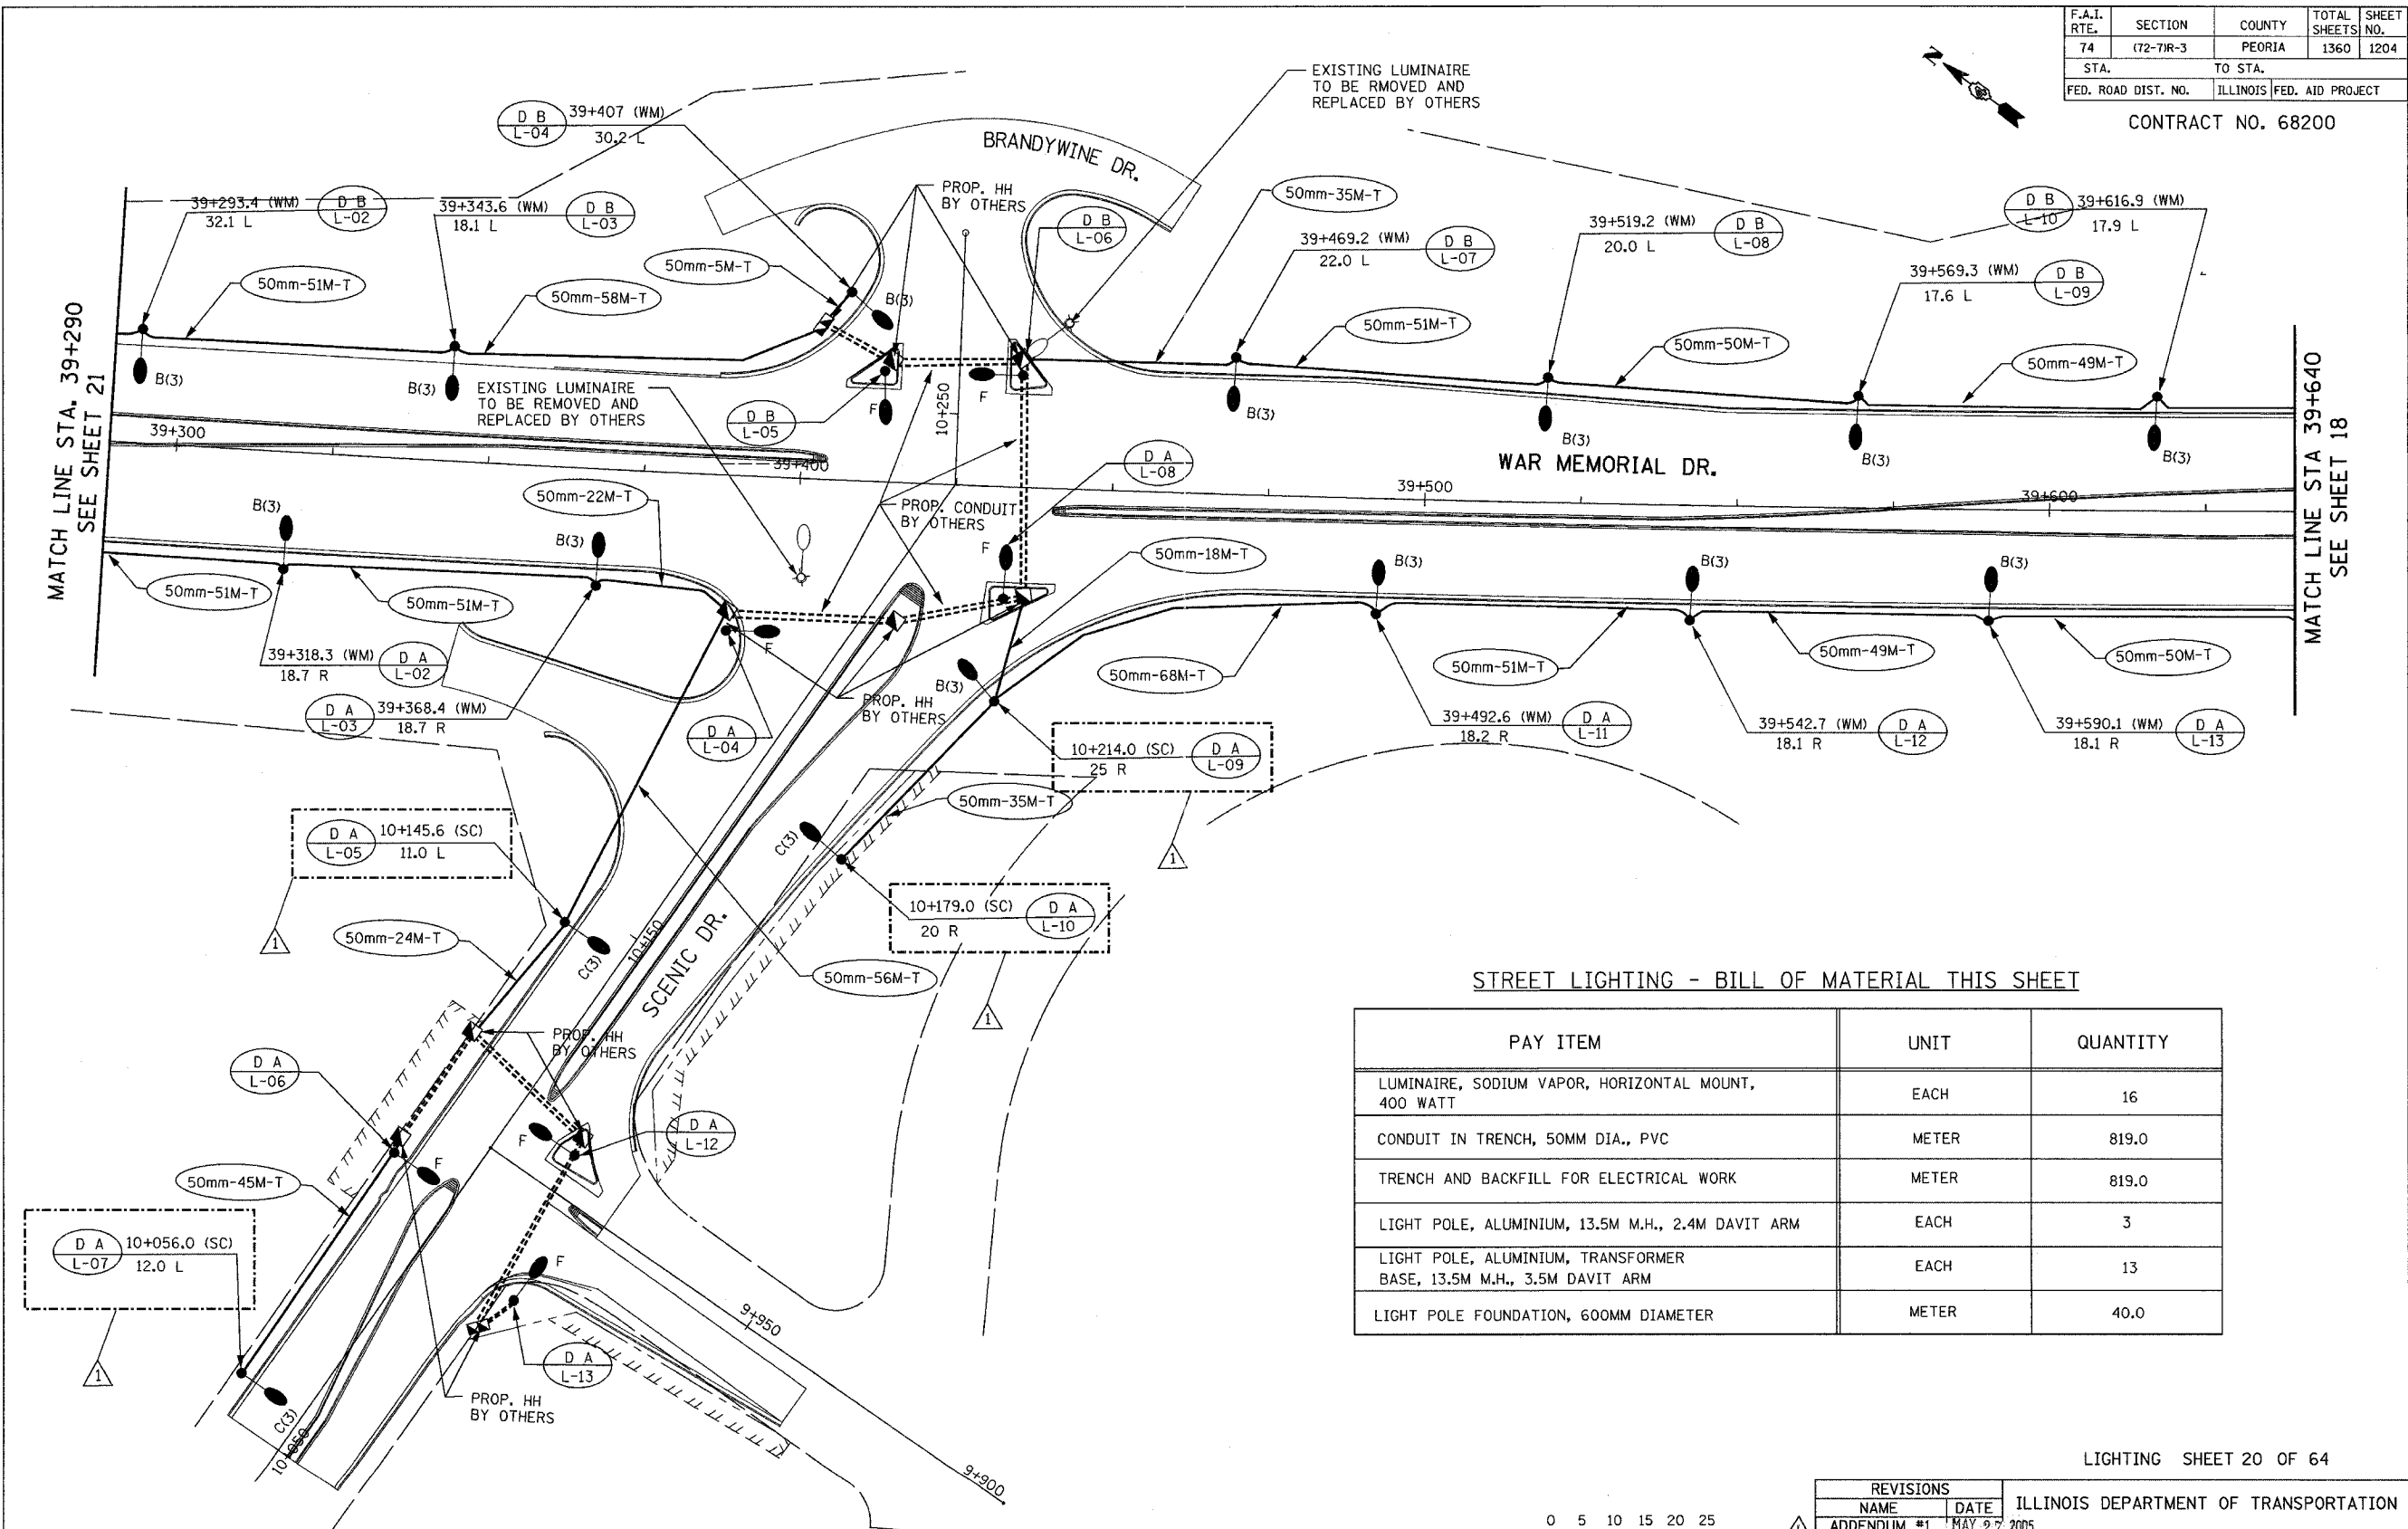 F.A.I. RTE. SECTION COUNTY TOTAL SHEETS SHEET NO.
74 (72-7)R-3 PEORIA 1360 1204
STA. TO STA.
FED. ROAD DIST. NO. ILLINOIS FED. AID PROJECT
CONTRACT NO. 68200
N
EXISTING LUMINAIRE
TO BE RMOVED AND
REPLACED BY OTHERS
D B
L-04
39+407 (WM)
30.2 L
BRANDYWINE DR.
PROP. HH
BY OTHERS
D B
L-06
50mm-35M-T
39+293.4 (WM)
32.1 L
D B
L-02
39+343.6 (WM)
18.1 L
D B
L-03
50mm-5M-T
B(3)
39+469.2 (WM)
22.0 L
D B
L-07
39+519.2 (WM)
20.0 L
D B
L-08
D B
L-10
39+616.9 (WM)
17.9 L
39+569.3 (WM)
17.6 L
D B
L-09
50mm-51M-T
50mm-58M-T
50mm-51M-T
50mm-50M-T
50mm-49M-T
MATCH LINE STA. 39+290
SEE SHEET 21
B(3)
B(3)
EXISTING LUMINAIRE
TO BE REMOVED AND
REPLACED BY OTHERS
D B
L-05
F
F
10+250
B(3)
B(3)
B(3)
B(3)
MATCH LINE STA 39+640
SEE SHEET 18
39+300
39+400
WAR MEMORIAL DR.
39+500
39+600
D A
L-08
PROP. CONDUIT
BY OTHERS
50mm-22M-T
B(3)
B(3)
F
50mm-18M-T
B(3)
B(3)
B(3)
50mm-51M-T
50mm-51M-T
39+318.3 (WM)
18.7 R
D A
L-02
D A
L-03
39+368.4 (WM)
18.7 R
F
D A
L-04
PROP. HH
BY OTHERS
B(3)
50mm-68M-T
50mm-51M-T
50mm-49M-T
50mm-50M-T
39+492.6 (WM)
18.2 R
D A
L-11
39+542.7 (WM)
18.1 R
D A
L-12
39+590.1 (WM)
18.1 R
D A
L-13
10+214.0 (SC)
25 R
D A
L-09
1
50mm-35M-T
C(3)
D A
L-05
10+145.6 (SC)
11.0 L
1
10+179.0 (SC)
20 R
D A
L-10
1
50mm-24M-T
C(3)
10+150
SCENIC DR.
50mm-56M-T
PROP. HH
BY OTHERS
D A
L-06
F
F
D A
L-12
50mm-45M-T
D A
L-07
10+056.0 (SC)
12.0 L
1
C(3)
10+050
F
D A
L-13
PROP. HH
BY OTHERS
9+950
9+900
STREET LIGHTING - BILL OF MATERIAL THIS SHEET
PAY ITEM UNIT QUANTITY
LUMINAIRE, SODIUM VAPOR, HORIZONTAL MOUNT,
400 WATT EACH 16
CONDUIT IN TRENCH, 50MM DIA., PVC METER 819.0
TRENCH AND BACKFILL FOR ELECTRICAL WORK METER 819.0
LIGHT POLE, ALUMINIUM, 13.5M M.H., 2.4M DAVIT ARM EACH 3
LIGHT POLE, ALUMINIUM, TRANSFORMER
BASE, 13.5M M.H., 3.5M DAVIT ARM EACH 13
LIGHT POLE FOUNDATION, 600MM DIAMETER METER 40.0
LIGHTING SHEET 20 OF 64
0 5 10 15 20 25
REVISIONS
NAME DATE
ADDENDUM #1 MAY 27 2005
ILLINOIS DEPARTMENT OF TRANSPORTATION